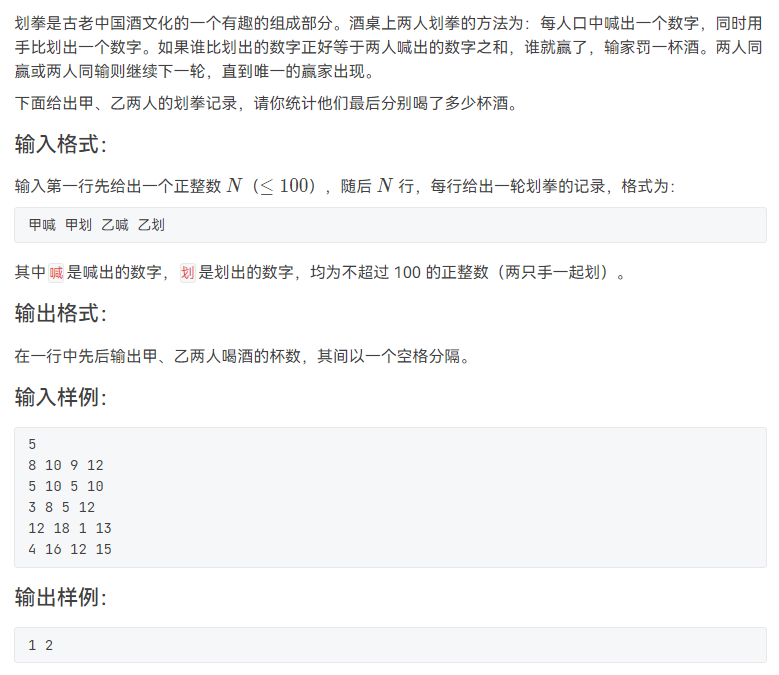 划拳是古老中国酒文化的一个有趣的组成部分。酒桌上两人划拳的方法为：每人口中喊出一个数字，同时用
手比划出一个数字。如果谁比划出的数字正好等于两人喊出的数字之和，谁就赢了，输家罚一杯酒。两人同
赢或两人同输则继续下一轮，直到唯一的赢家出现。
下面给出甲、乙两人的划拳记录，请你统计他们最后分别喝了多少杯酒。
输入格式：
输入第一行先给出一个正整数 N（≤ 100），随后 N 行，每行给出一轮划拳的记录，格式为：
甲喊 甲划 乙喊 乙划
其中喊是喊出的数字，划是划出的数字，均为不超过 100 的正整数（两只手一起划）。
输出格式：
在一行中先后输出甲、乙两人喝酒的杯数，其间以一个空格分隔。
输入样例：
5
8 10 9 12
5 10 5 10
3 8 5 12
12 18 1 13
4 16 12 15
输出样例：
1 2